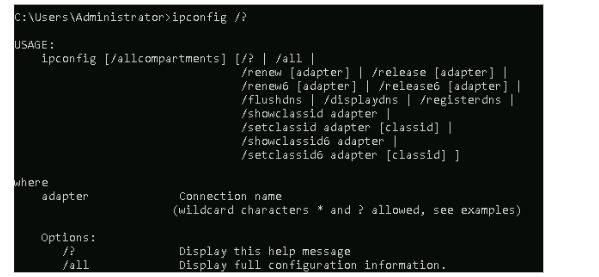 C:\Users\Administrator>ipconfig /?
USAGE:
ipconfig [/allcompartments] [/? | /all |
/renew [adapter] | /release [adapter] |
/renew6 [adapter] | /release6 [adapter] |
/flushdns | /displaydns | /registerdns |
/showclassid adapter |
/setclassid adapter [classid] |
/showclassid6 adapter |
/setclassid6 adapter [classid] ]
where
adapter Connection name
(wildcard characters * and ? allowed, see examples)
Options:
/? Display this help message
/all Display full configuration information.